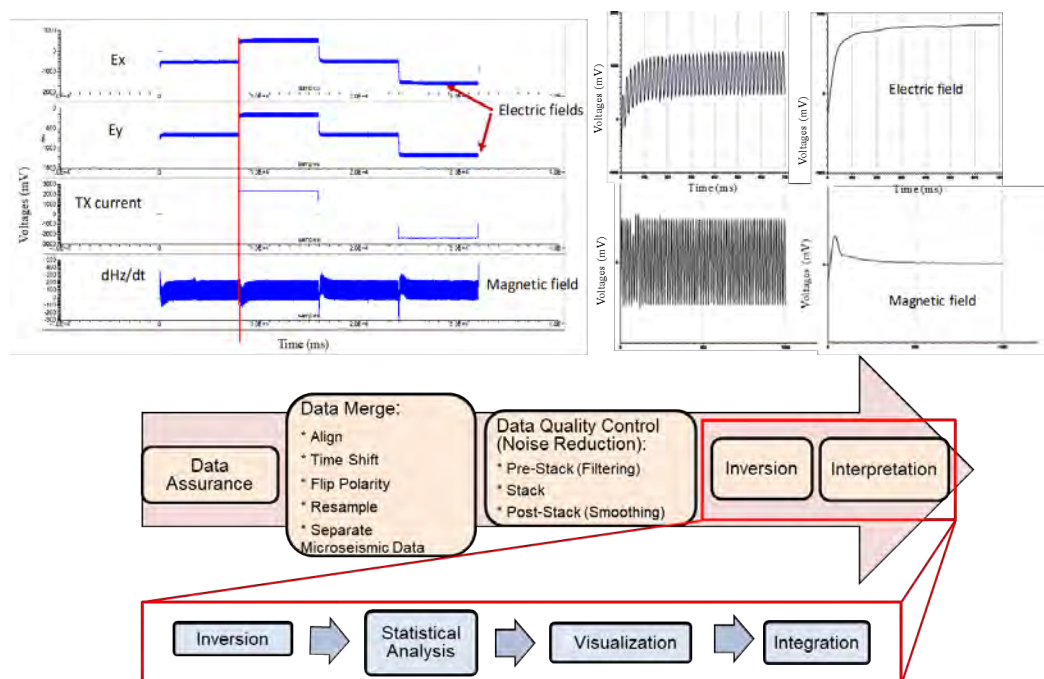 Ex
Ey
TX current
dHz/dt
Voltages (mV)
Time (ms)
Electric fields
Magnetic field
Voltages (mV)
Time (ms)
Voltages (mV)
Electric field
Time (ms)
Voltages (mV)
Voltages (mV)
Magnetic field
Data
Assurance
Data Merge:
* Align
* Time Shift
* Flip Polarity
* Resample
* Separate
Microseismic Data
Data Quality Control
(Noise Reduction):
* Pre-Stack (Filtering)
* Stack
* Post-Stack (Smoothing)
Inversion
Interpretation
Inversion
Statistical
Analysis
Visualization
Integration